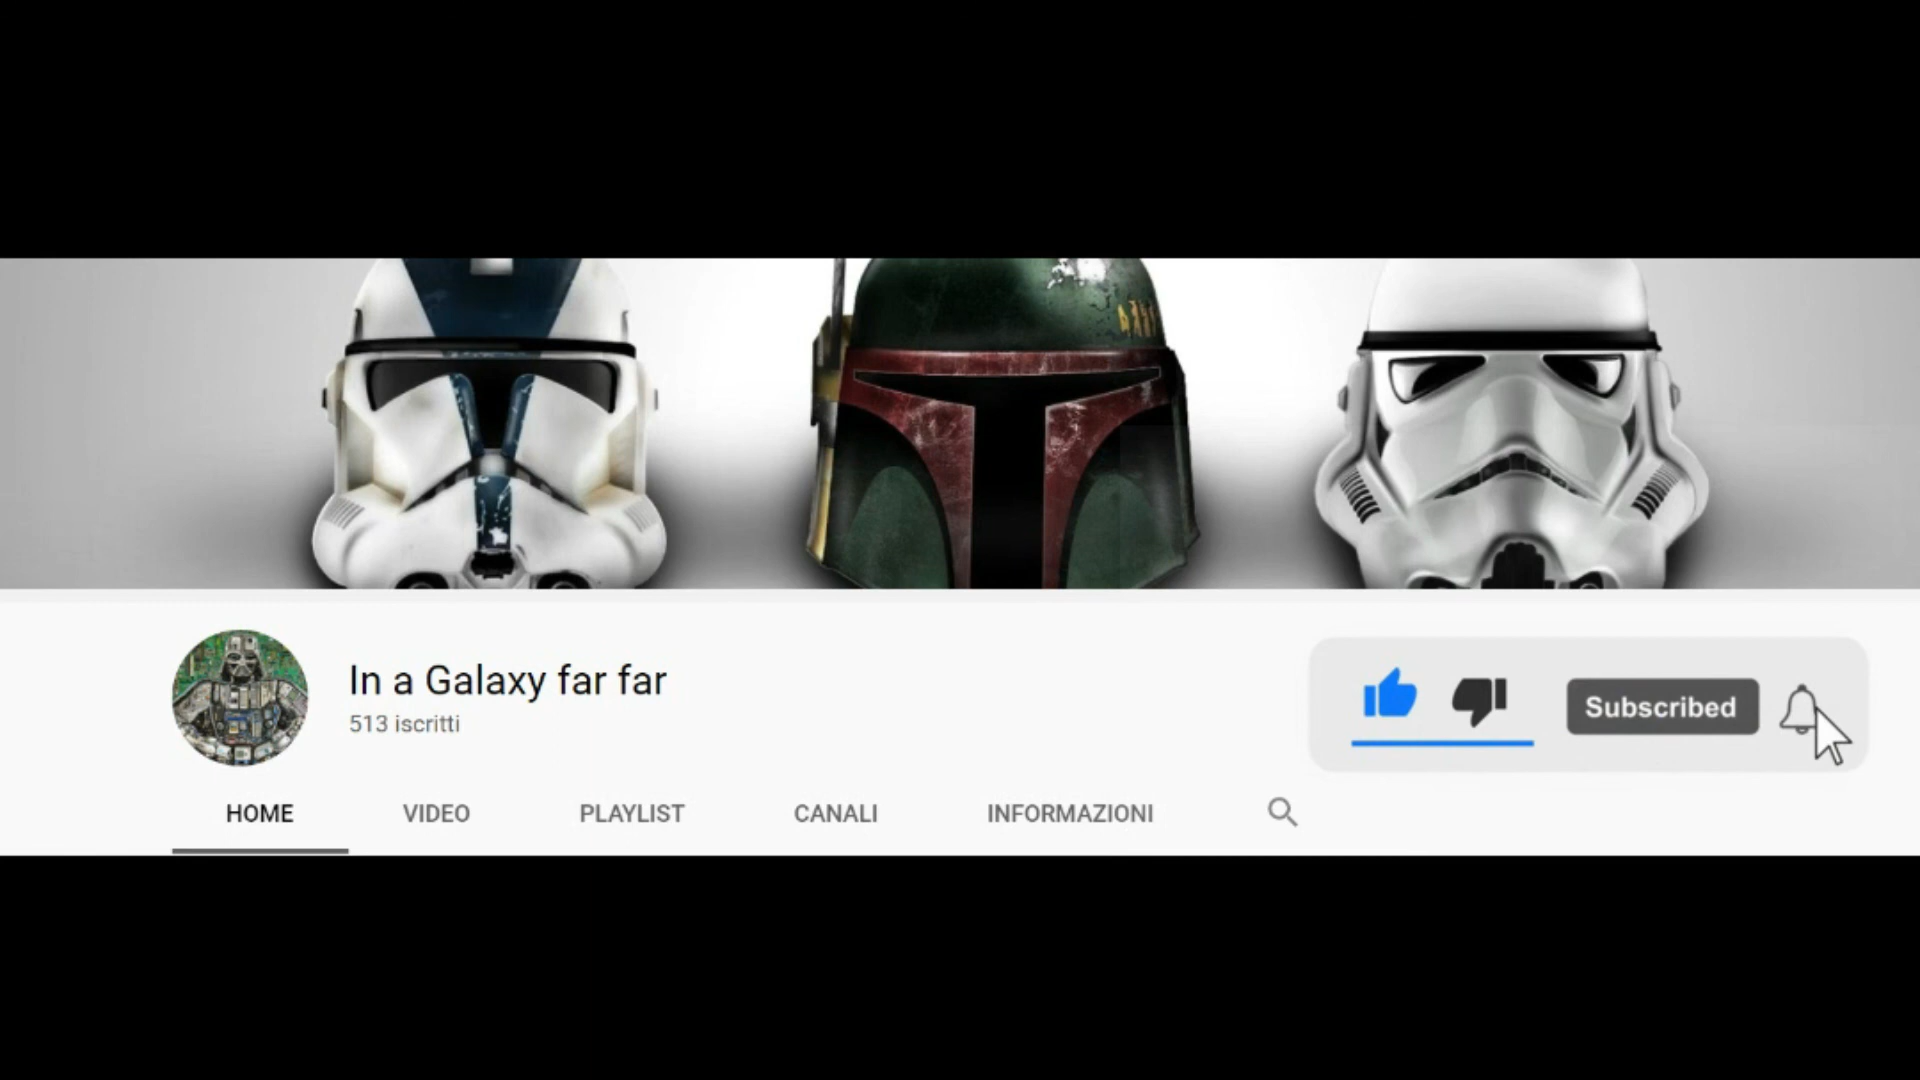 In a Galaxy far far
513 iscritti
Subscribed
HOME VIDEO PLAYLIST CANALI INFORMAZIONI